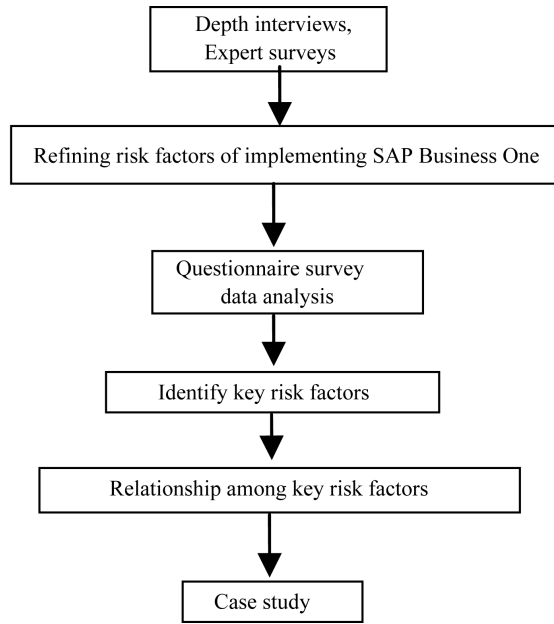 Depth interviews,
Expert surveys
Refining risk factors of implementing SAP Business One
Questionnaire survey
data analysis
Identify key risk factors
Relationship among key risk factors
Case study